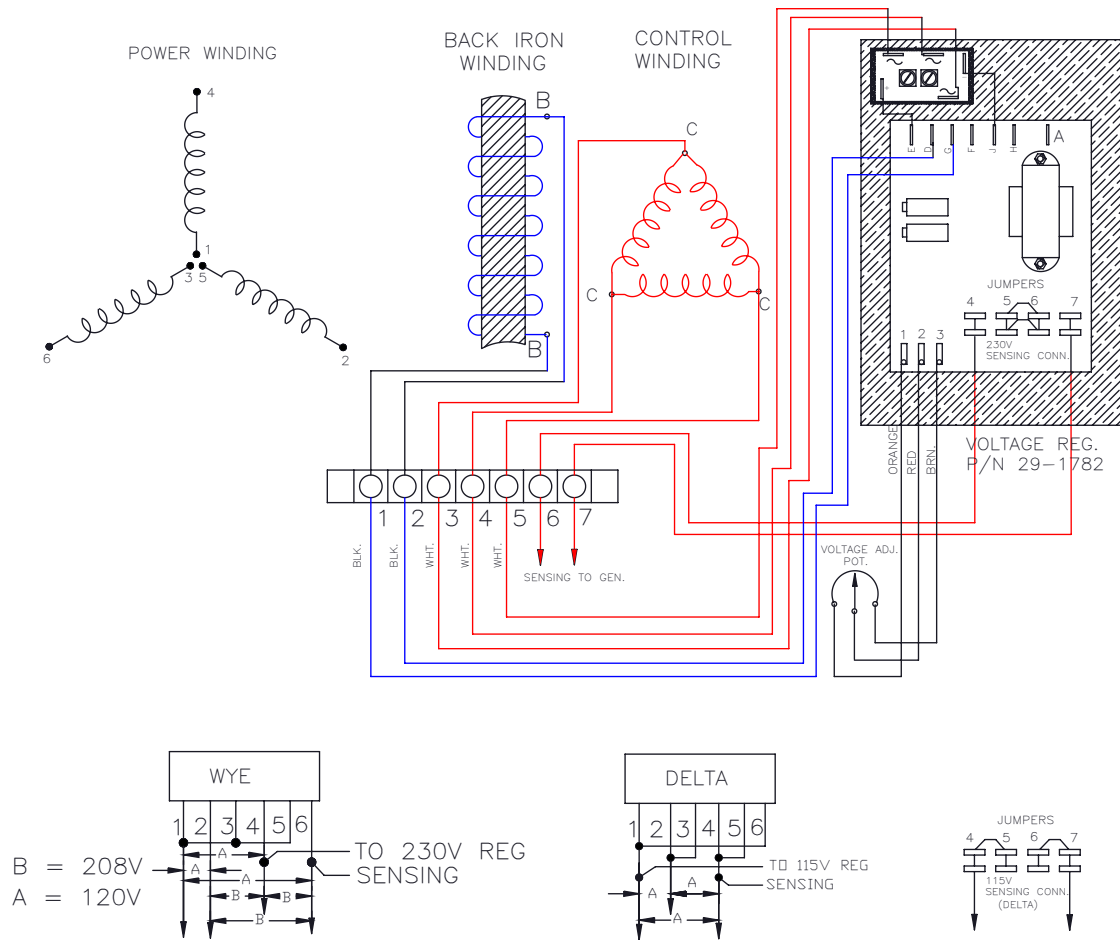 POWER WINDING
4
1
3
5
6
2
BACK IRON
WINDING
B
B
CONTROL
WINDING
C
C
C
+
E
D
G
F
J
H
A
JUMPERS
4
5
6
7
230V
SENSING CONN.
1
2
3
ORANGE
RED
BRN.
VOLTAGE REG.
P/N 29-1782
1
2
3
4
5
6
7
BLK.
BLK.
WHT.
WHT.
WHT.
SENSING TO GEN.
VOLTAGE ADJ.
POT.
WYE
1 2 3 4 5 6
A
A
A
B
B
B
B = 208V
A = 120V
TO 230V REG
SENSING
DELTA
1 2 3 4 5 6
A
A
A
TO 115V REG
SENSING
JUMPERS
4 5 6 7
115V
SENSING CONN.
(DELTA)